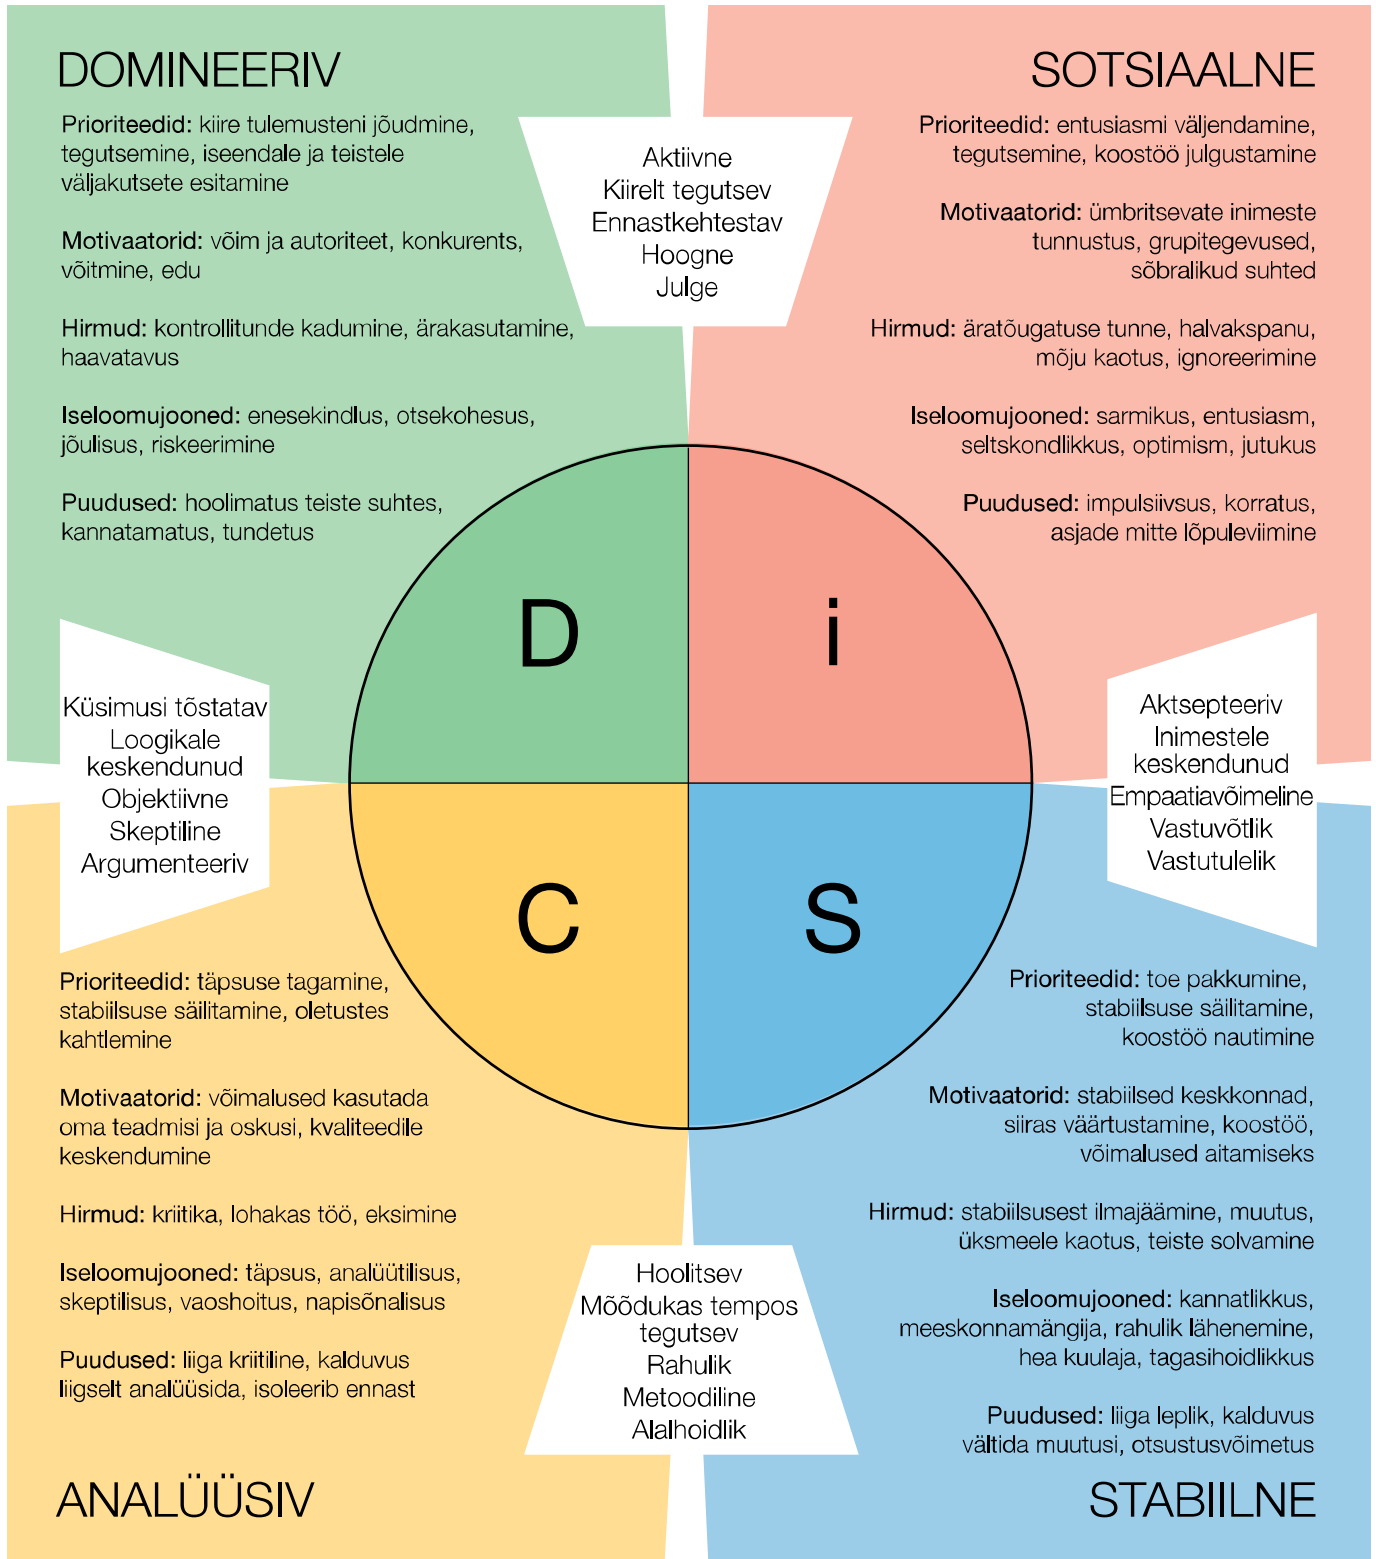 DOMINEERIV
Prioriteedid: kiire tulemusteni jõudmine,
tegutsemine, iseendale ja teistele
väljakutsete esitamine
Motivaatorid: võim ja autoriteet, konkurents,
võitmine, edu
Hirmud: kontrollitunde kadumine, ärakasutamine,
haavatavus
Iseloomujooned: enesekindlus, otsekohesus,
jõulisus, riskeerimine
Puudused: hoolimatus teiste suhtes,
kannatamatus, tundetus
Aktiivne
Kiirelt tegutsev
Ennastkehtestav
Hoogne
Julge
SOTSIAALNE
Prioriteedid: entusiasmi väljendamine,
tegutsemine, koostöö julgustamine
Motivaatorid: ümbritsevate inimeste
tunnustus, grupitegevused,
sõbralikud suhted
Hirmud: äratõugatuse tunne, halvakspanu,
mõju kaotus, ignoreerimine
Iseloomujooned: sarmikus, entusiasm,
seltskondlikkus, optimism, jutukus
Puudused: impulsiivsus, korratus,
asjade mitte lõpuleviimine
D
i
Küsimusi tõstatav
Loogikale
keskendunud
Objektiivne
Skeptiline
Argumenteeriv
Aktsepteeriv
Inimestele
keskendunud
Empaatiavõimeline
Vastuvõtlik
Vastutulelik
C
S
Prioriteedid: täpsuse tagamine,
stabiilsuse säilitamine, oletustes
kahtlemine
Motivaatorid: võimalused kasutada
oma teadmisi ja oskusi, kvaliteedile
keskendumine
Hirmud: kriitika, lohakas töö, eksimine
Iseloomujooned: täpsus, analüütilisus,
skeptilisus, vaoshoitus, napisõnalisus
Puudused: liiga kriitiline, kalduvus
liigselt analüüsida, isoleerib ennast
ANALÜÜSIV
Hoolitsev
Mõõdukas tempos
tegutsev
Rahulik
Metoodiline
Alalhoidlik
Prioriteedid: toe pakkumine,
stabiilsuse säilitamine,
koostöö nautimine
Motivaatorid: stabiilsed keskkonnad,
siiras väärtustamine, koostöö,
võimalused aitamiseks
Hirmud: stabiilsusest ilmajäämine, muutus,
üksmeele kaotus, teiste solvamine
Iseloomujooned: kannatlikkus,
meeskonnamängija, rahulik lähenemine,
hea kuulaja, tagasihoidlikkus
Puudused: liiga leplik, kalduvus
vältida muutusi, otsustusvõimetus
STABIILNE